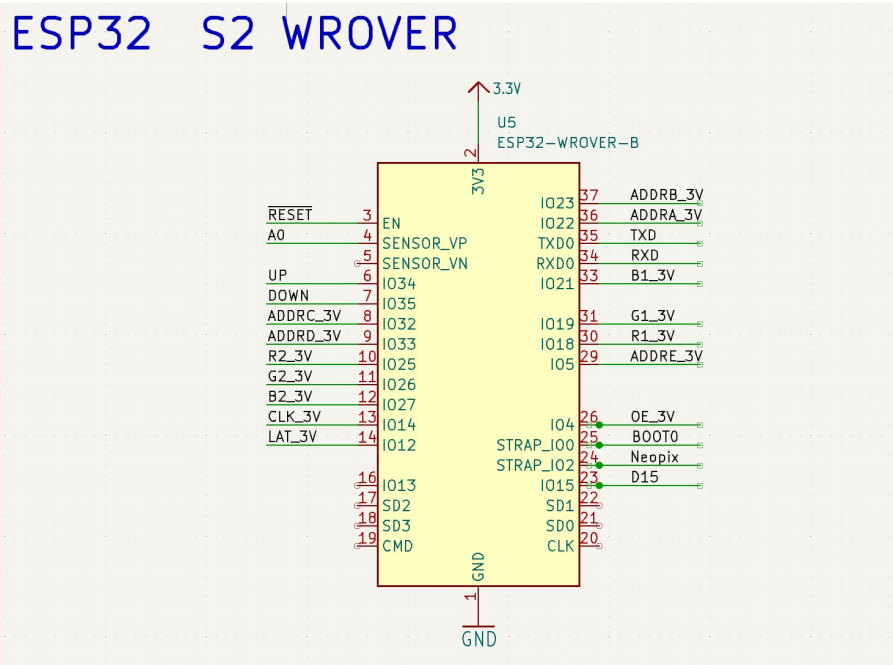 ESP32 S2 WROVER
3.3V
U5
ESP32-WROVER-B
2
3V3
RESET 3 EN
A0 4 SENSOR_VP
5 SENSOR_VN
UP 6 IO34
DOWN 7 IO35
ADDRC_3V 8 IO32
ADDRD_3V 9 IO33
R2_3V 10 IO25
G2_3V 11 IO26
B2_3V 12 IO27
CLK_3V 13 IO14
LAT_3V 14 IO12
16 IO13
17 SD2
18 SD3
19 CMD
IO23 37 ADDRB_3V
IO22 36 ADDRA_3V
TXD0 35 TXD
RXD0 34 RXD
IO21 33 B1_3V
IO19 31 G1_3V
IO18 30 R1_3V
IO5 29 ADDRE_3V
IO4 26 OE_3V
STRAP_IO0 25 BOOT0
STRAP_IO2 24 Neopix
IO15 23 D15
SD1 22
SD0 21
CLK 20
GND
1
GND